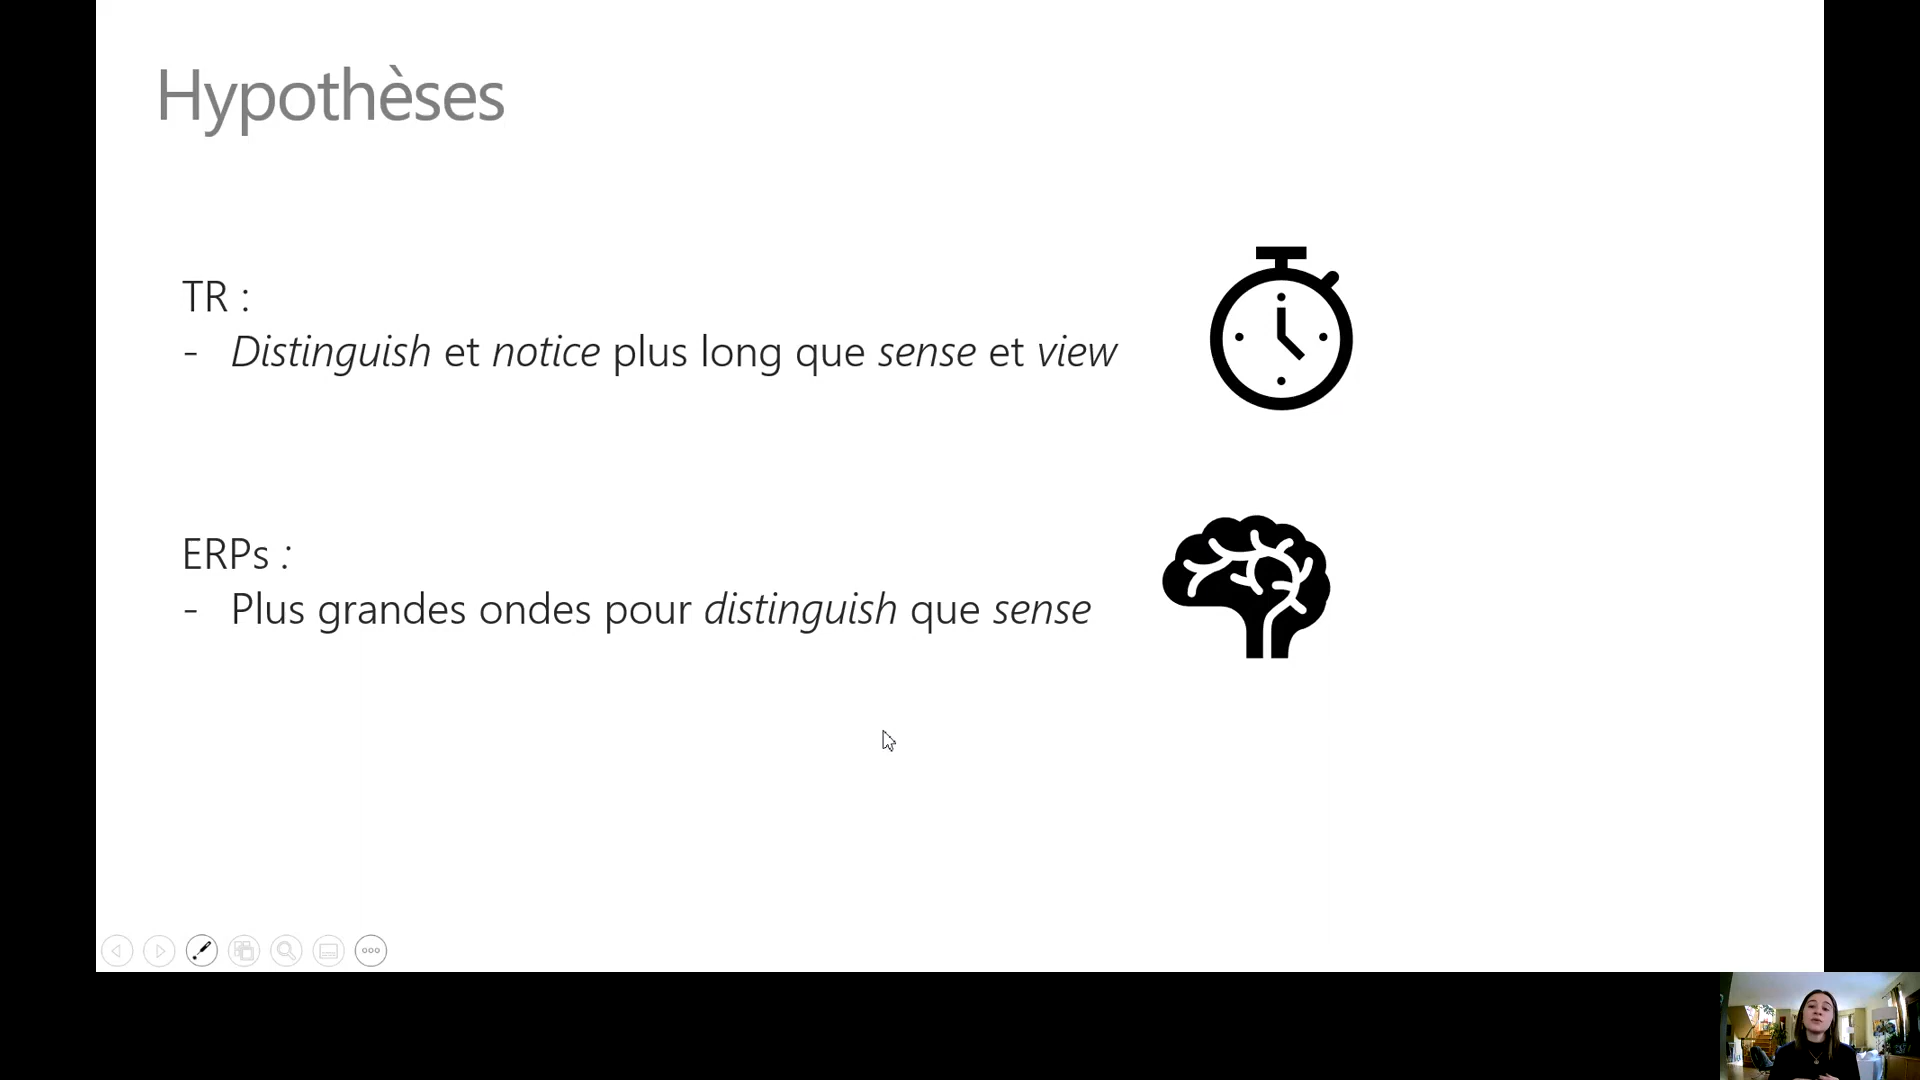 Hypothèses
TR :
- Distinguish et notice plus long que sense et view
ERPs :
- Plus grandes ondes pour distinguish que sense